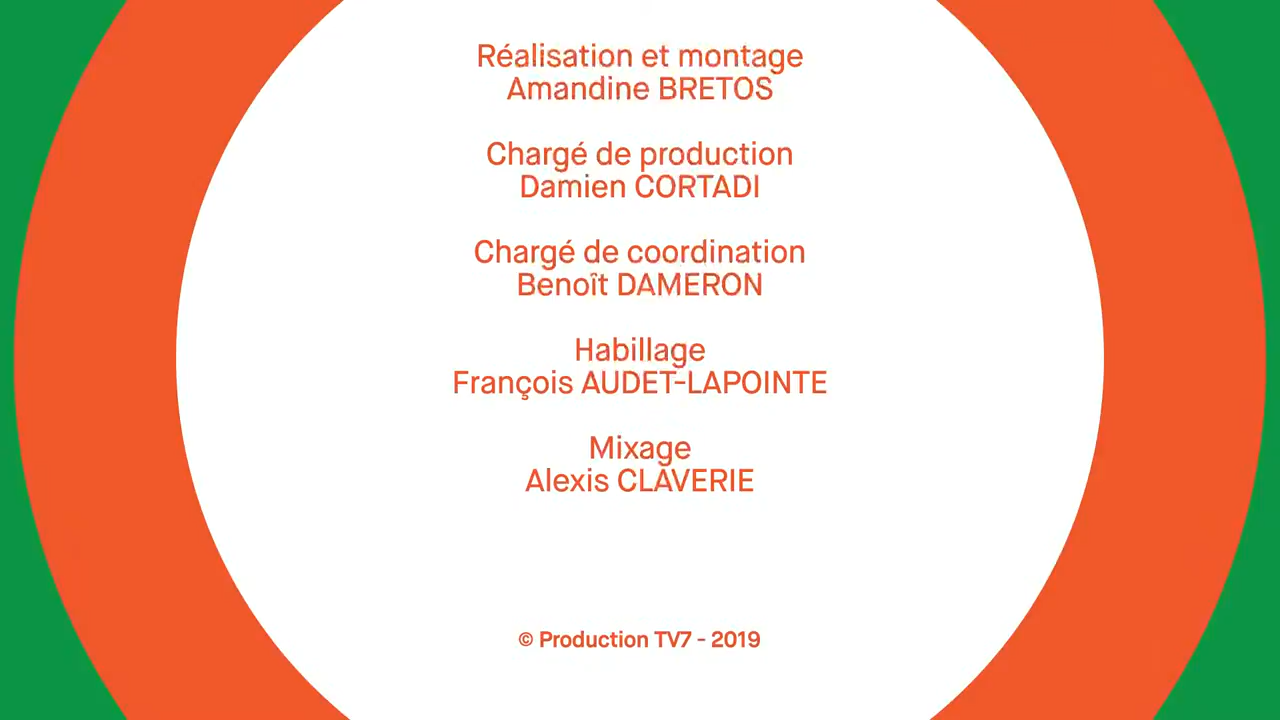 Réalisation et montage
Amandine BRETOS
Chargé de production
Damien CORTADI
Chargé de coordination
Benoît DAMERON
Habillage
François AUDET-LAPOINTE
Mixage
Alexis CLAVERIE
© Production TV7 - 2019